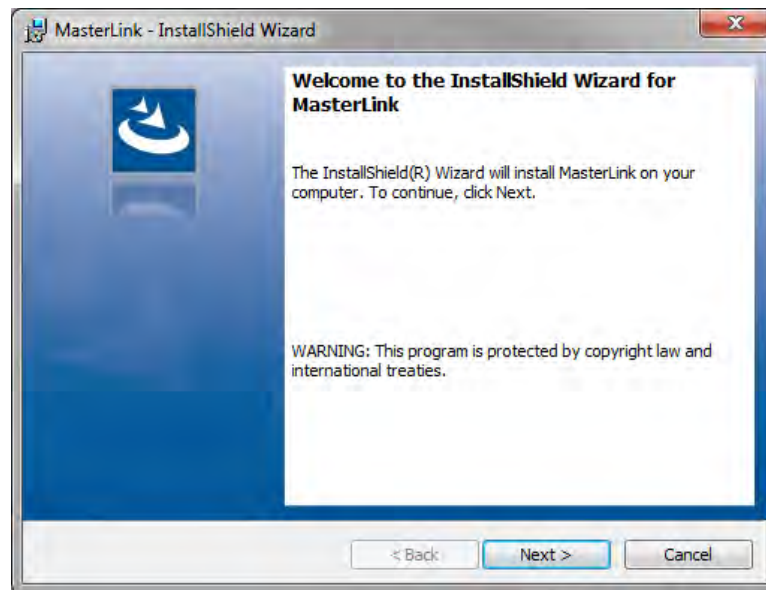 MasterLink - InstallShield Wizard
Welcome to the InstallShield Wizard for
MasterLink
The InstallShield(R) Wizard will install MasterLink on your
computer. To continue, click Next.
WARNING: This program is protected by copyright law and
international treaties.
< Back
Next >
Cancel